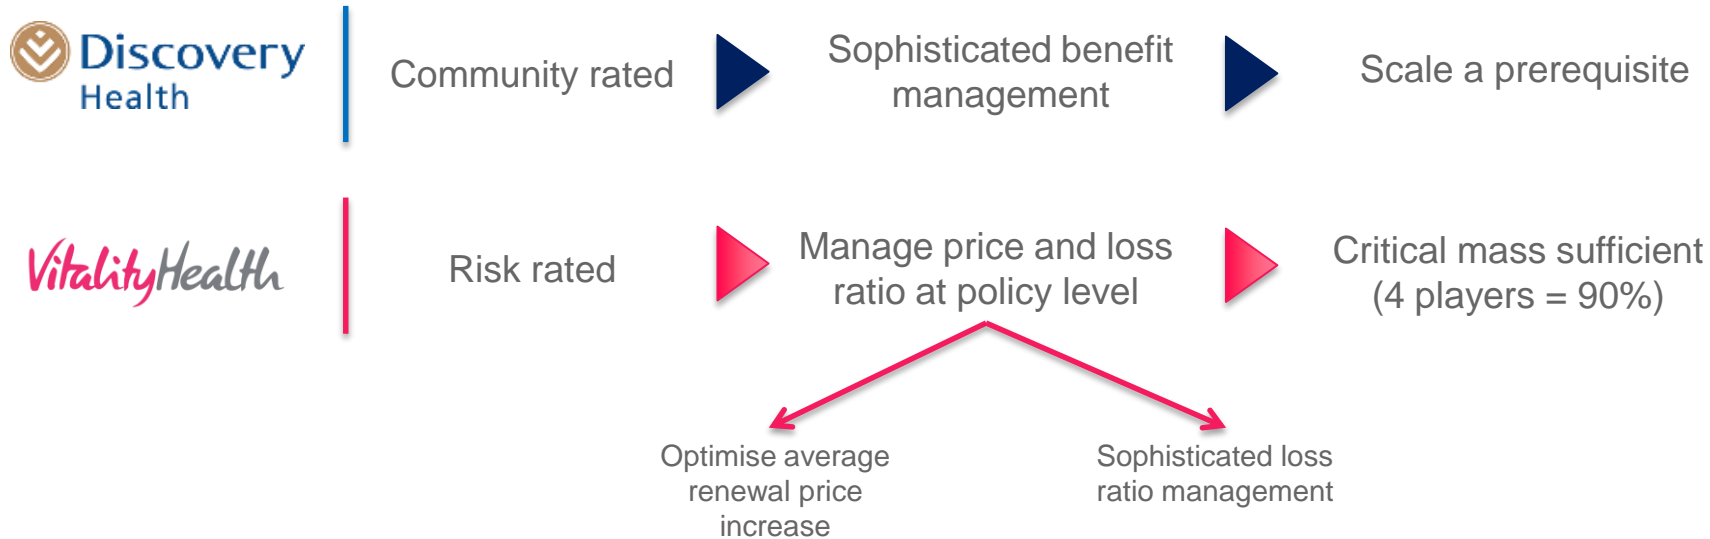 Discovery
Health
Community rated
Sophisticated benefit
management
Scale a prerequisite
VitalityHealth
Risk rated
Manage price and loss
ratio at policy level
Critical mass sufficient
(4 players = 90%)
Optimise average
renewal price
increase
Sophisticated loss
ratio management